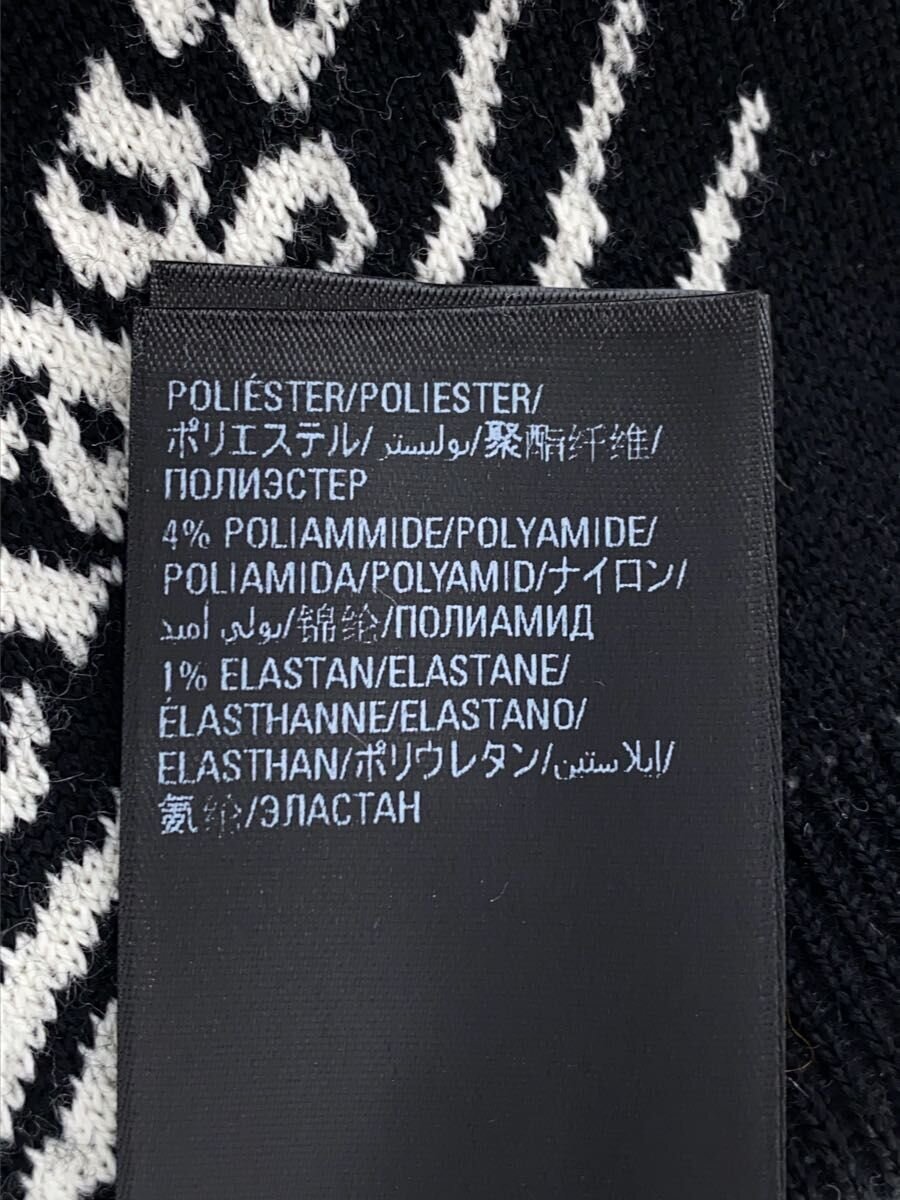 POLIÉSTER/POLIESTER/
ポリエステル/بوليستر/聚酯纤维/
ПОЛИЭСТЕР
4% POLIAMMIDE/POLYAMIDE/
POLIAMIDA/POLYAMID/ナイロン/
بولي أميد/锦纶/ПОЛИАМИД
1% ELASTAN/ELASTANE/
ÉLASTHANNE/ELASTANO/
ELASTHAN/ポリウレタン/إيلاستين/
氨纶/ЭЛАСТАН